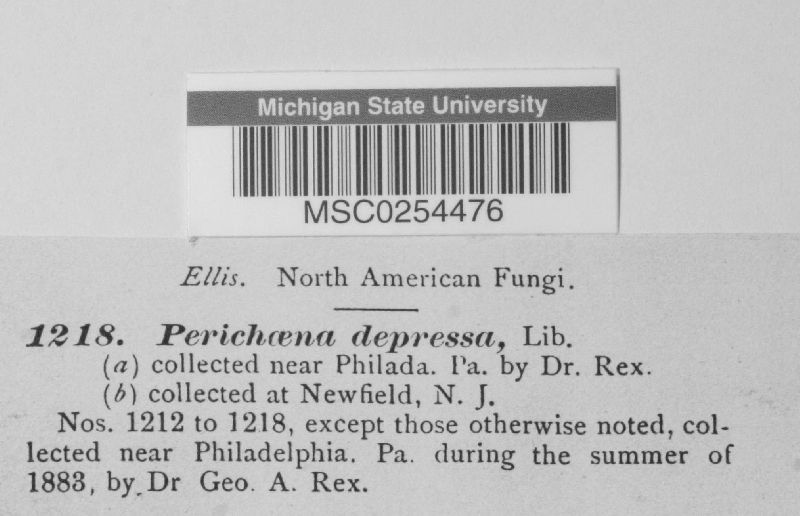 Michigan State University
MSC0254476
Ellis. North American Fungi.
1218. Perichæna depressa, Lib.
(a) collected near Philada. Pa. by Dr. Rex.
(b) collected at Newfield, N. J.
Nos. 1212 to 1218, except those otherwise noted, col-
lected near Philadelphia. Pa. during the summer of
1883, by Dr Geo. A. Rex.